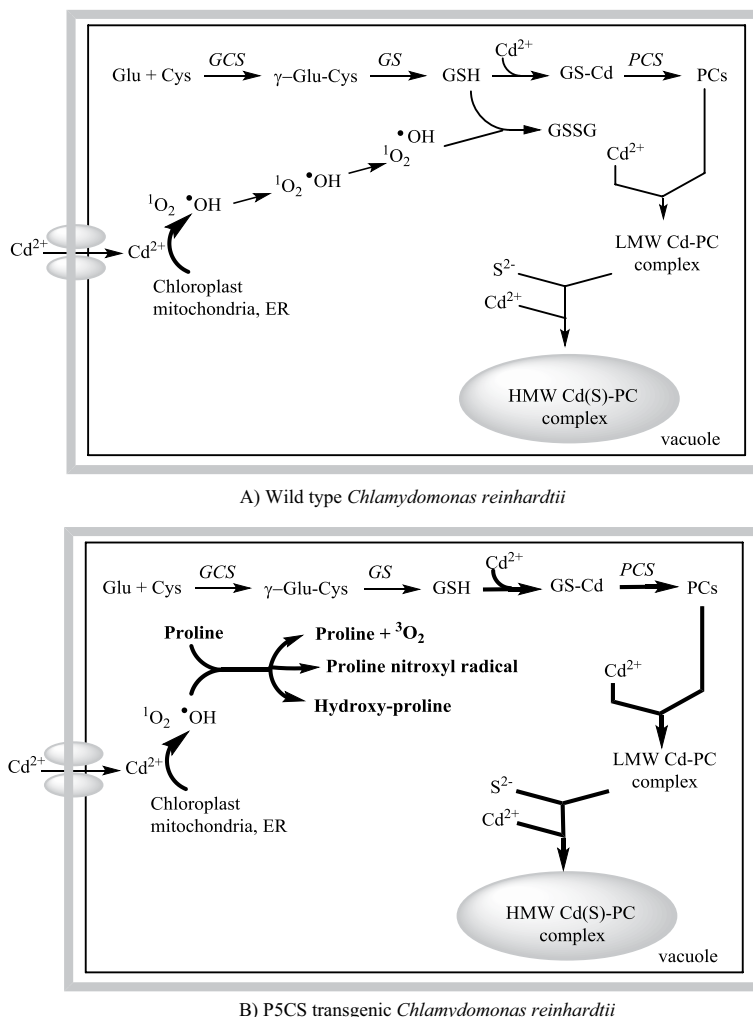 GCS GS Cd²⁺ PCS
Glu + Cys γ–Glu-Cys GSH GS-Cd PCs
•OH GSSG
¹O₂ Cd²⁺
¹O₂ •OH
¹O₂ •OH
Cd²⁺ Cd²⁺ LMW Cd-PC
complex
S²⁻
Chloroplast Cd²⁺
mitochondria, ER
HMW Cd(S)-PC
complex
vacuole
A) Wild type Chlamydomonas reinhardtii
GCS GS Cd²⁺ PCS
Glu + Cys γ–Glu-Cys GSH GS-Cd PCs
Proline Proline + ³O₂
Proline nitroxyl radical Cd²⁺
Hydroxy-proline
¹O₂ •OH
Cd²⁺ Cd²⁺ LMW Cd-PC
complex
S²⁻
Chloroplast Cd²⁺
mitochondria, ER
HMW Cd(S)-PC
complex
vacuole
B) P5CS transgenic Chlamydomonas reinhardtii